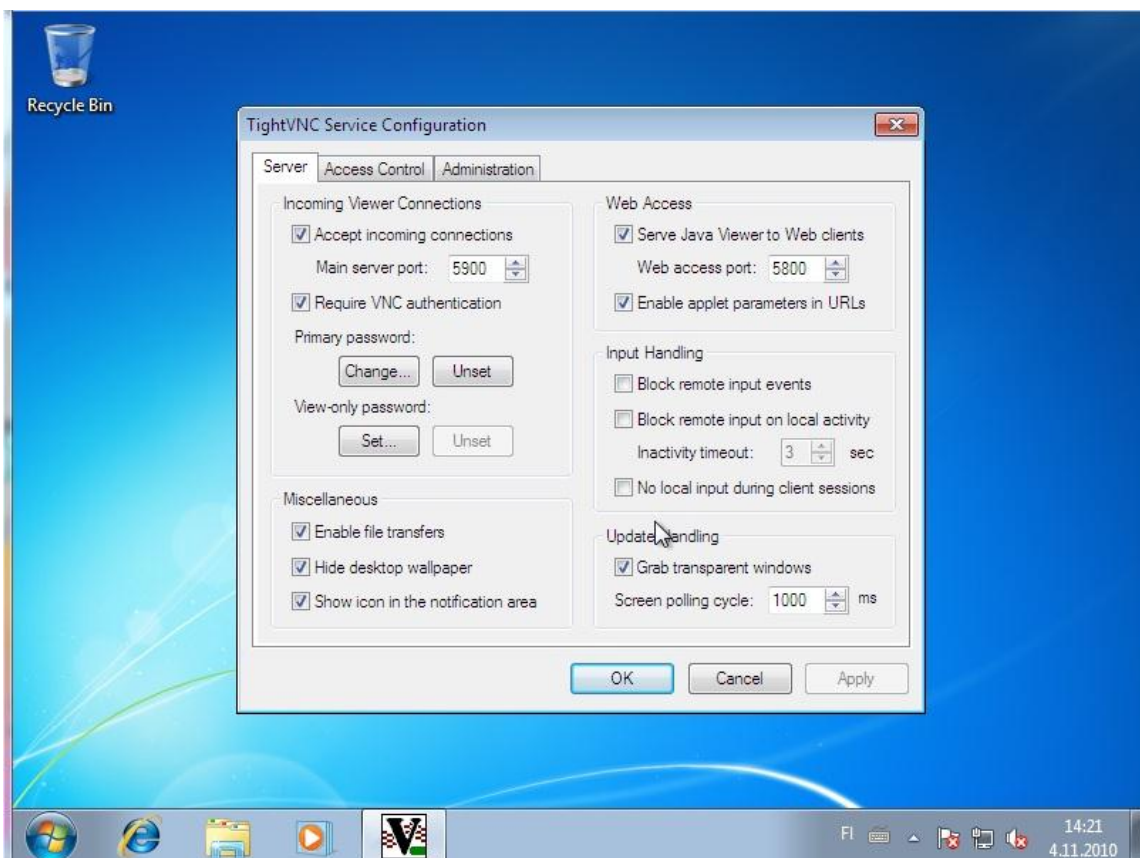 Recycle Bin
TightVNC Service Configuration
Server Access Control Administration
Incoming Viewer Connections
Accept incoming connections
Main server port: 5900
Require VNC authentication
Primary password:
Change... Unset
View-only password:
Set... Unset
Miscellaneous
Enable file transfers
Hide desktop wallpaper
Show icon in the notification area
Web Access
Serve Java Viewer to Web clients
Web access port: 5800
Enable applet parameters in URLs
Input Handling
Block remote input events
Block remote input on local activity
Inactivity timeout: 3 sec
No local input during client sessions
Update Handling
Grab transparent windows
Screen polling cycle: 1000 ms
OK Cancel Apply
FI
14:21
4.11.2010